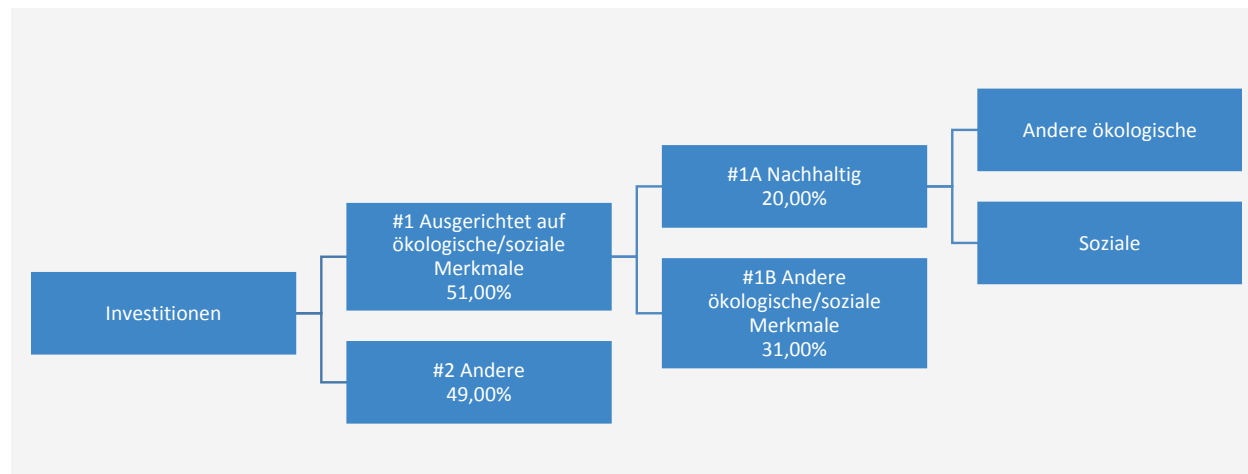 Investitionen
#1 Ausgerichtet auf
ökologische/soziale
Merkmale
51,00%
#2 Andere
49,00%
#1A Nachhaltig
20,00%
#1B Andere
ökologische/soziale
Merkmale
31,00%
Andere ökologische
Soziale